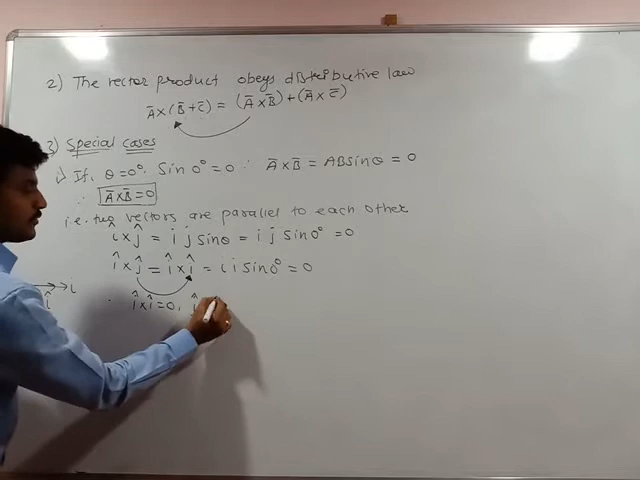 2) The vector product obeys distributive law
A̅ × (B̅ + C̅) = (A̅ × B̅) + (A̅ × C̅)
3) Special cases
i) If, θ = 0° Sin 0° = 0 ∴ A̅ × B̅ = AB sin θ = 0
∴ A̅ × B̅ = 0
i.e. two vectors are parallel to each other
î × ĵ = i j sin θ = i j sin 0° = 0
î × ĵ = î × î = i i sin 0° = 0
i
î
∴ î × î = 0, ĵ